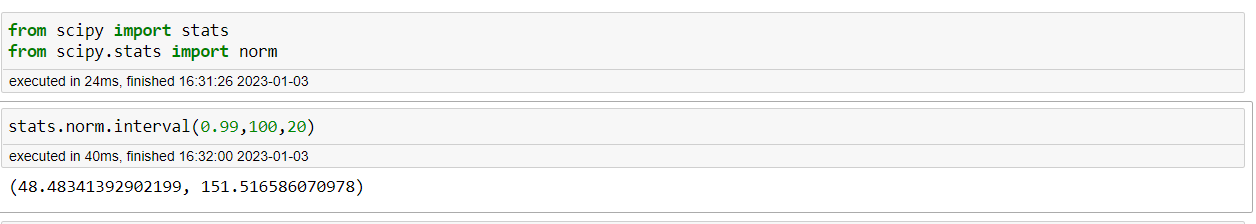 from scipy import stats
from scipy.stats import norm
executed in 24ms, finished 16:31:26 2023-01-03
stats.norm.interval(0.99,100,20)
executed in 40ms, finished 16:32:00 2023-01-03
(48.48341392902199, 151.516586070978)